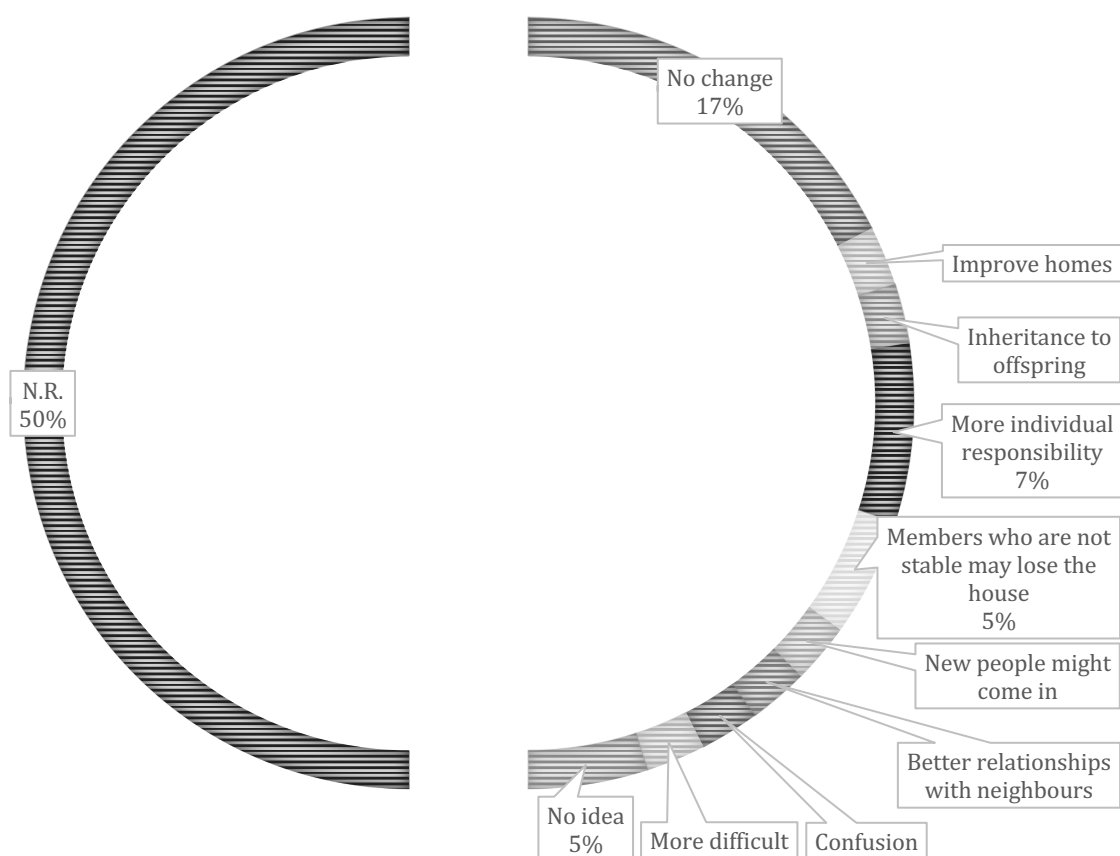 No change
17%
Improve homes
Inheritance to
offspring
N.R.
50%
More individual
responsibility
7%
Members who are not
stable may lose the
house
5%
New people might
come in
Better relationships
with neighbours
No idea
5%
More difficult
Confusion